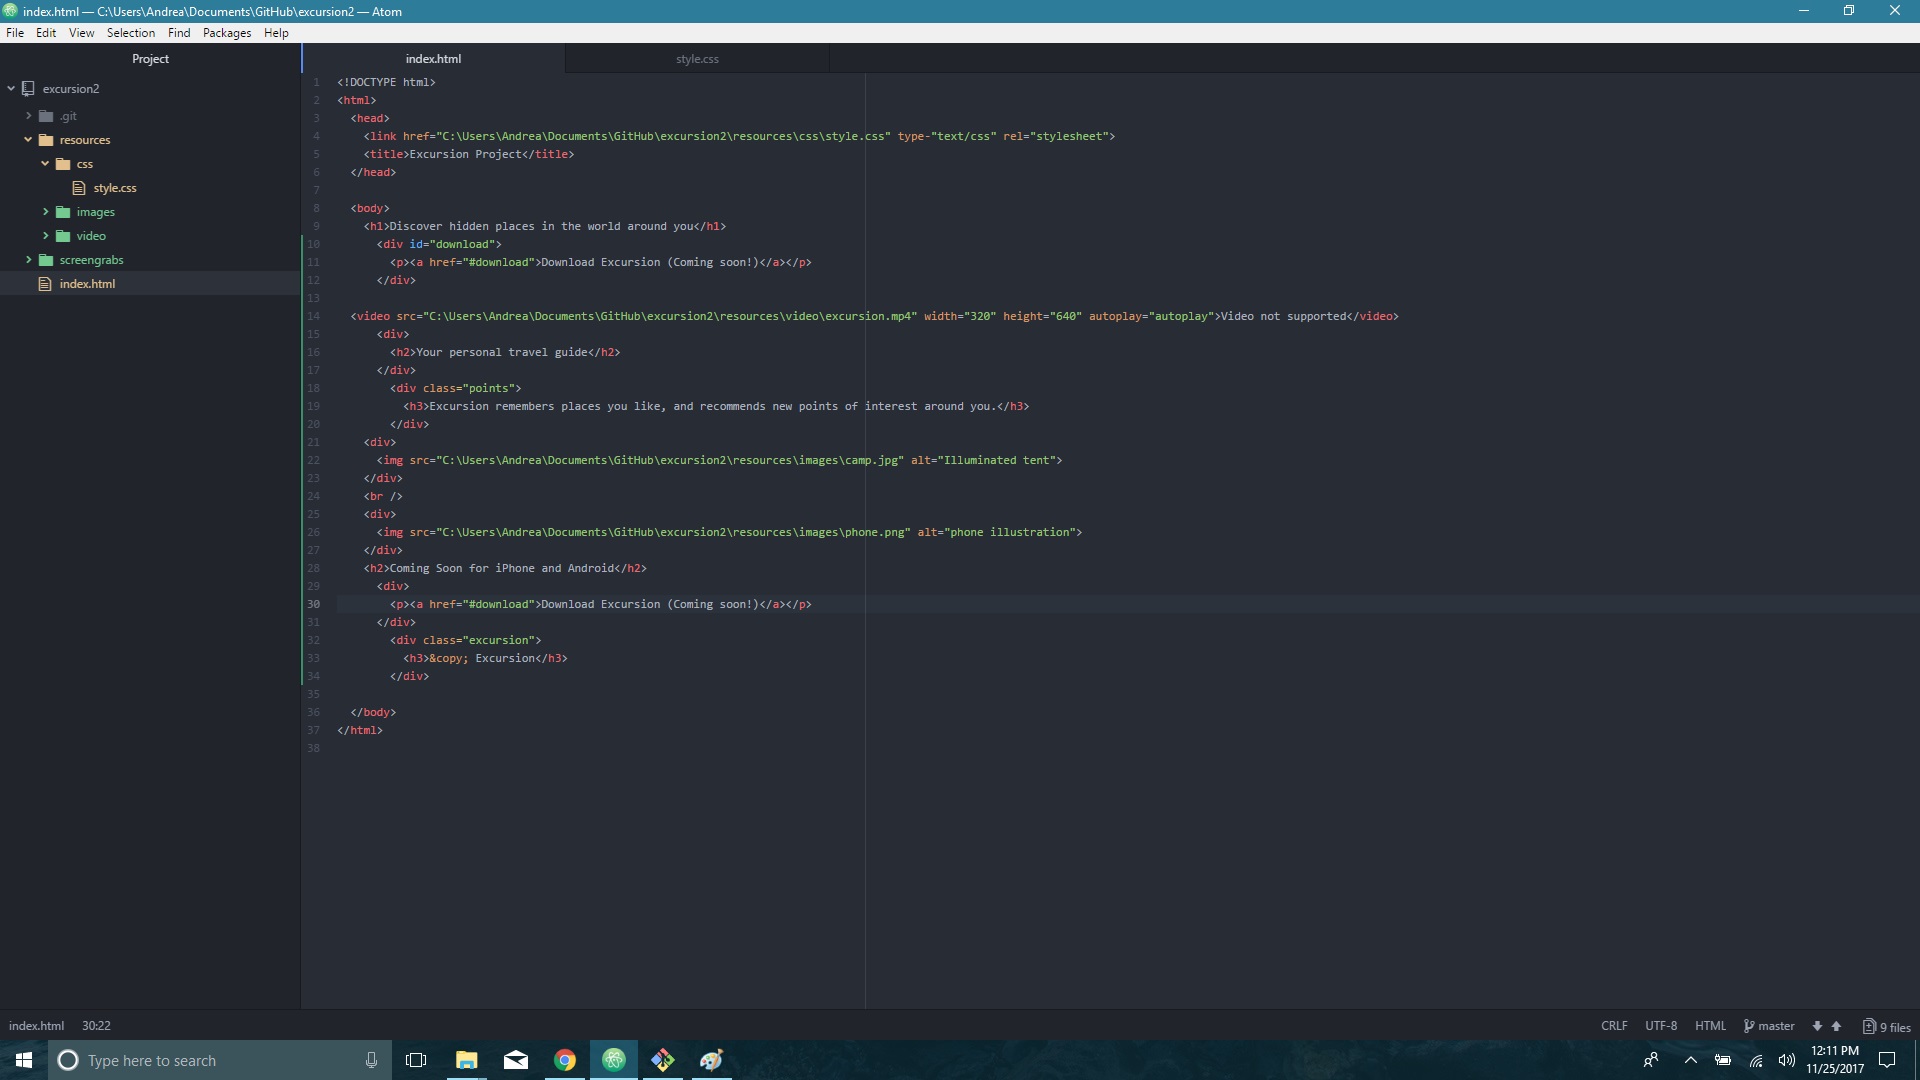 index.html — C:\Users\Andrea\Documents\GitHub\excursion2 — Atom
File Edit View Selection Find Packages Help
Project
excursion2
.git
resources
css
style.css
images
video
screengrabs
index.html
index.html style.css
1 <!DOCTYPE html>
2 <html>
3 <head>
4 <link href="C:\Users\Andrea\Documents\GitHub\excursion2\resources\css\style.css" type-"text/css" rel="stylesheet">
5 <title>Excursion Project</title>
6 </head>
7
8 <body>
9 <h1>Discover hidden places in the world around you</h1>
10 <div id="download">
11 <p><a href="#download">Download Excursion (Coming soon!)</a></p>
12 </div>
13
14 <video src="C:\Users\Andrea\Documents\GitHub\excursion2\resources\video\excursion.mp4" width="320" height="640" autoplay="autoplay">Video not supported</video>
15 <div>
16 <h2>Your personal travel guide</h2>
17 </div>
18 <div class="points">
19 <h3>Excursion remembers places you like, and recommends new points of interest around you.</h3>
20 </div>
21 <div>
22 <img src="C:\Users\Andrea\Documents\GitHub\excursion2\resources\images\camp.jpg" alt="Illuminated tent">
23 </div>
24 <br />
25 <div>
26 <img src="C:\Users\Andrea\Documents\GitHub\excursion2\resources\images\phone.png" alt="phone illustration">
27 </div>
28 <h2>Coming Soon for iPhone and Android</h2>
29 <div>
30 <p><a href="#download">Download Excursion (Coming soon!)</a></p>
31 </div>
32 <div class="excursion">
33 <h3>&copy; Excursion</h3>
34 </div>
35
36 </body>
37 </html>
38
index.html 30:22 CRLF UTF-8 HTML master 9 files
Type here to search
12:11 PM
11/25/2017